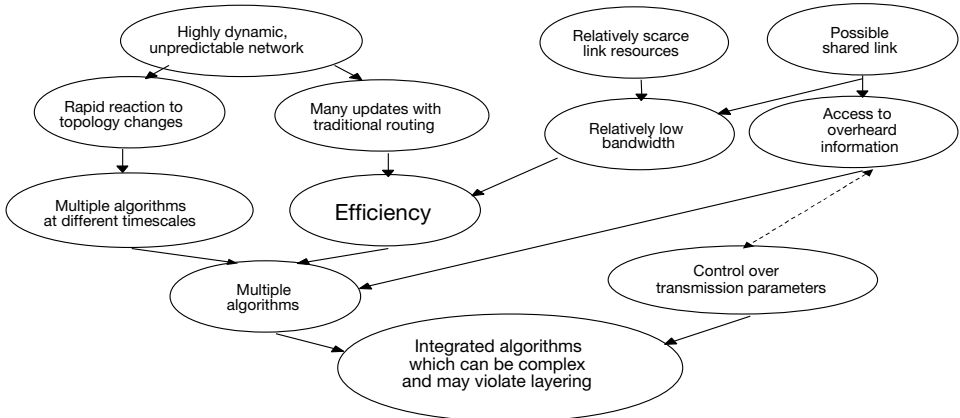 Highly dynamic,
unpredictable network
Relatively scarce
link resources
Possible
shared link
Rapid reaction to
topology changes
Many updates with
traditional routing
Relatively low
bandwidth
Access to
overheard
information
Multiple algorithms
at different timescales
Efficiency
Multiple
algorithms
Control over
transmission parameters
Integrated algorithms
which can be complex
and may violate layering